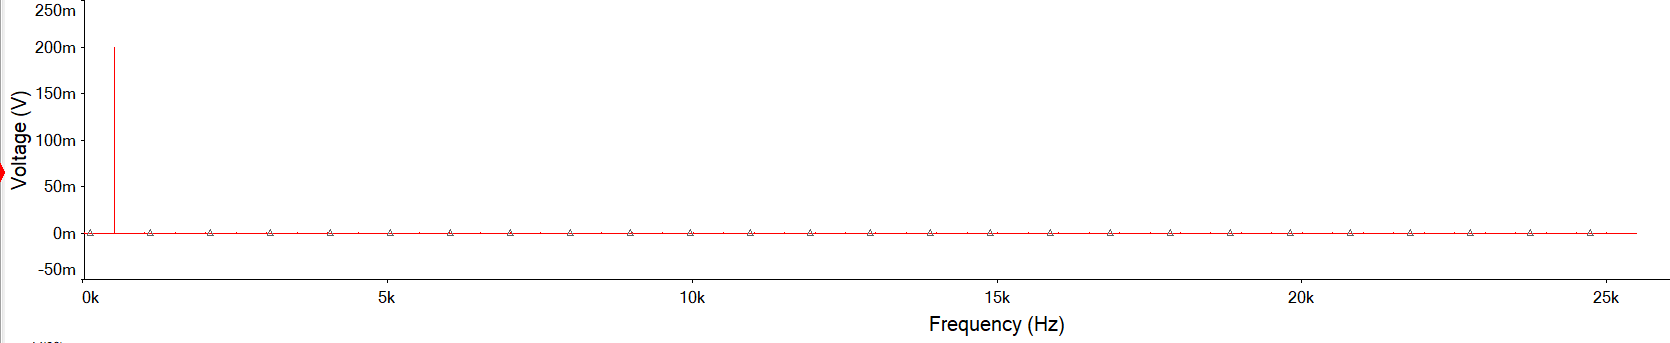 250m
200m
150m
100m
50m
0m
-50m
Voltage (V)
0k 5k 10k 15k 20k 25k
Frequency (Hz)